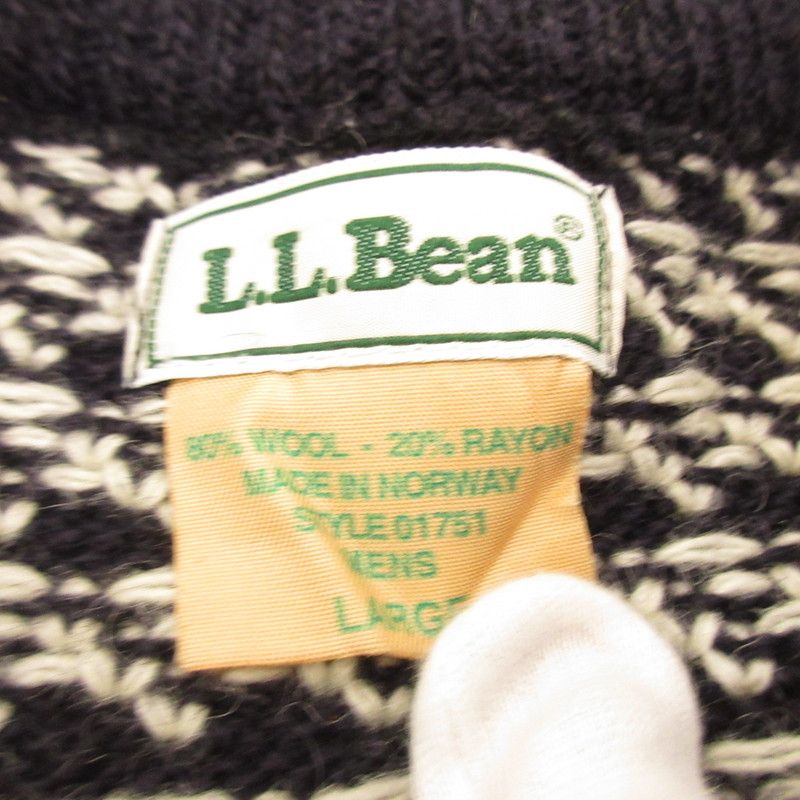 L.L.Bean®
80% WOOL - 20% RAYON
MADE IN NORWAY
STYLE 01751
MENS
LARGE